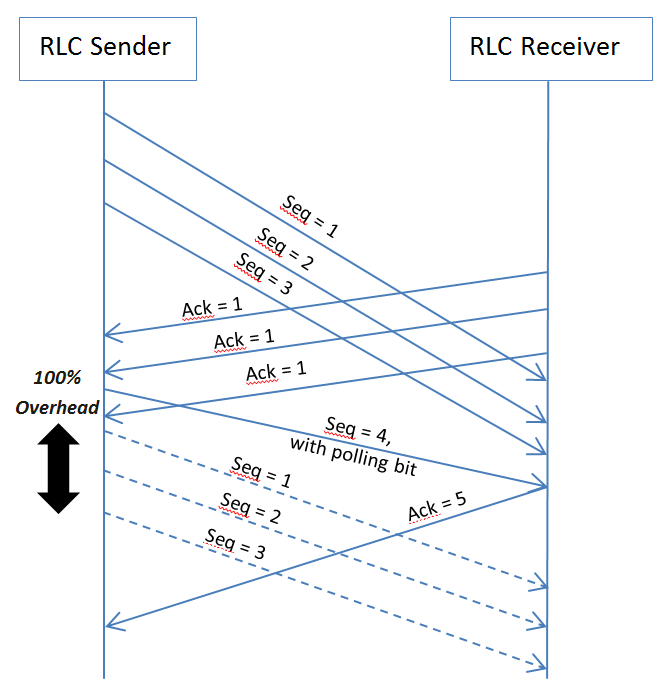 RLC Sender
RLC Receiver
Seq = 1
Seq = 2
Seq = 3
Ack = 1
Ack = 1
Ack = 1
100%
Overhead
Seq = 4,
with polling bit
Seq = 1
Seq = 2
Seq = 3
Ack = 5